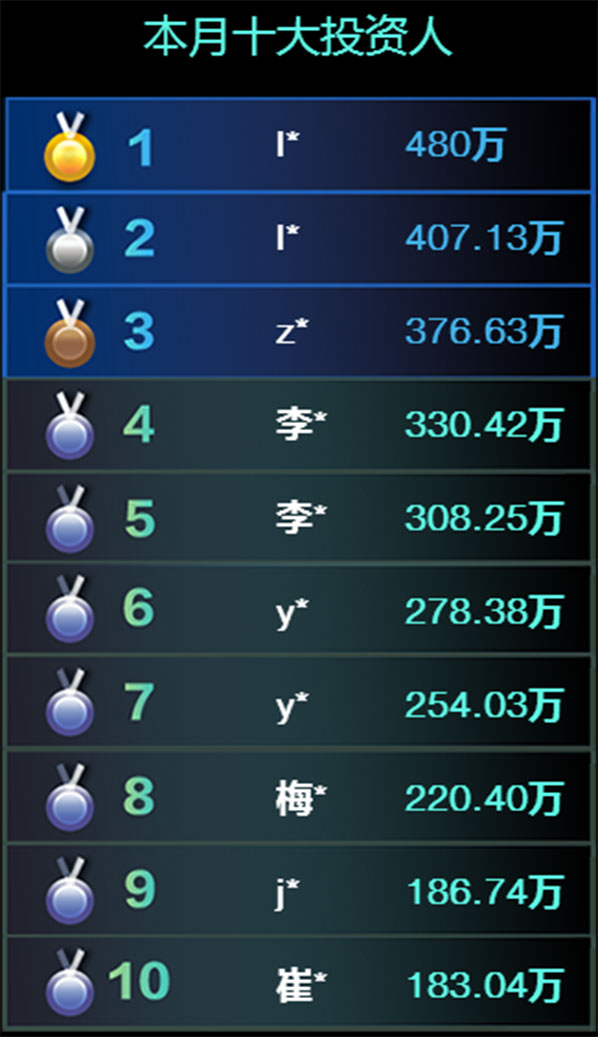 本月十大投资人
1 l* 480万
2 l* 407.13万
3 z* 376.63万
4 李* 330.42万
5 李* 308.25万
6 y* 278.38万
7 y* 254.03万
8 梅* 220.40万
9 j* 186.74万
10 崔* 183.04万